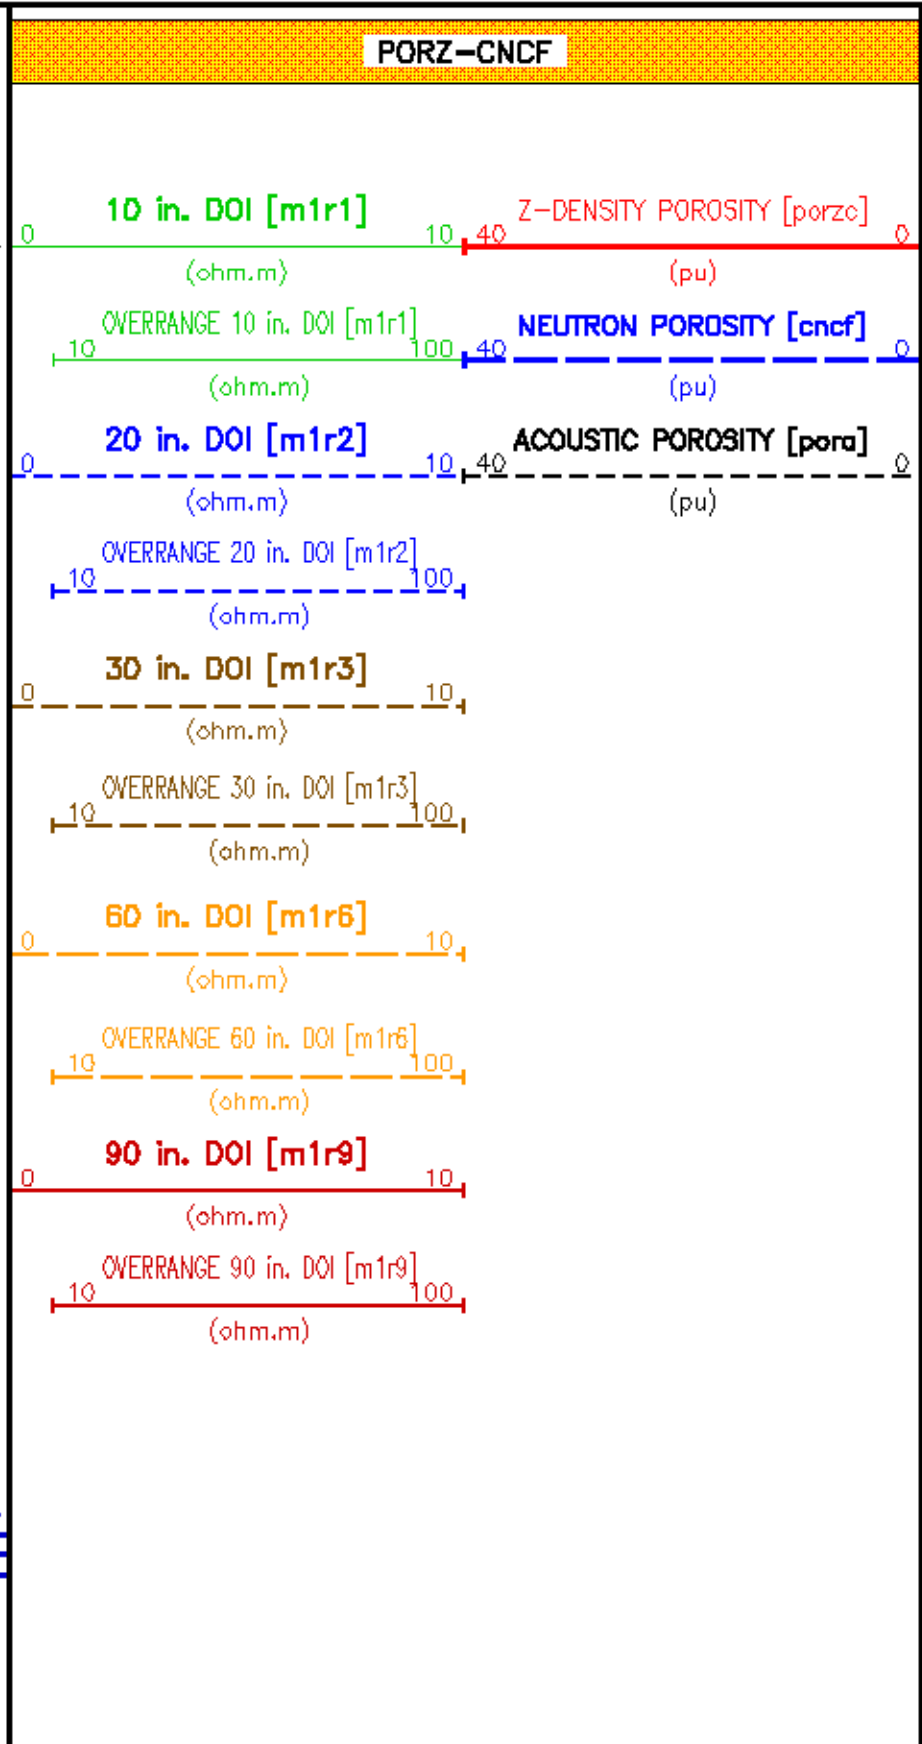 PORZ-CNCF
10 in. DOI [m1r1]
0 10
(ohm.m)
OVERRANGE 10 in. DOI [m1r1]
10 100
(ohm.m)
20 in. DOI [m1r2]
0 10
(ohm.m)
OVERRANGE 20 in. DOI [m1r2]
10 100
(ohm.m)
30 in. DOI [m1r3]
0 10
(ohm.m)
OVERRANGE 30 in. DOI [m1r3]
10 100
(ohm.m)
60 in. DOI [m1r6]
0 10
(ohm.m)
OVERRANGE 60 in. DOI [m1r6]
10 100
(ohm.m)
90 in. DOI [m1r9]
0 10
(ohm.m)
OVERRANGE 90 in. DOI [m1r9]
10 100
(ohm.m)
Z-DENSITY POROSITY [porzc]
40 0
(pu)
NEUTRON POROSITY [cncf]
40 0
(pu)
ACOUSTIC POROSITY [pora]
40 0
(pu)